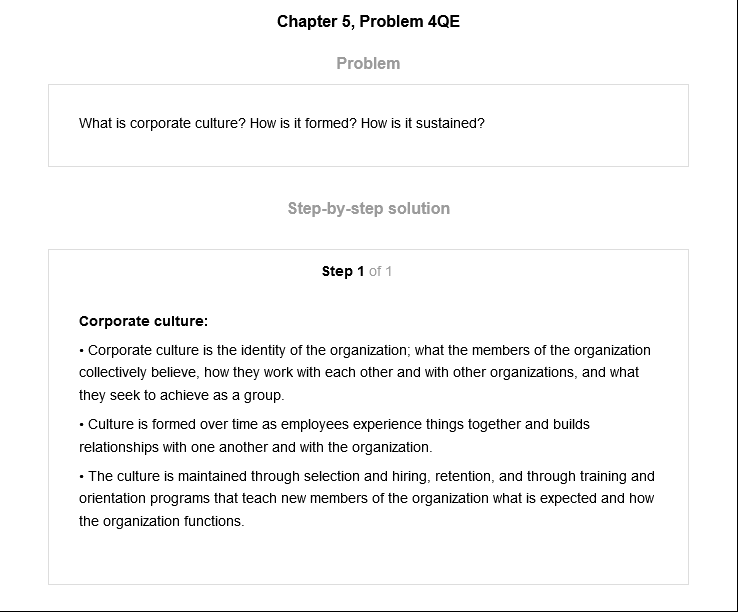 Chapter 5, Problem 4QE
Problem
What is corporate culture? How is it formed? How is it sustained?
Step-by-step solution
Step 1 of 1
Corporate culture:
• Corporate culture is the identity of the organization; what the members of the organization
collectively believe, how they work with each other and with other organizations, and what
they seek to achieve as a group.
• Culture is formed over time as employees experience things together and builds
relationships with one another and with the organization.
• The culture is maintained through selection and hiring, retention, and through training and
orientation programs that teach new members of the organization what is expected and how
the organization functions.